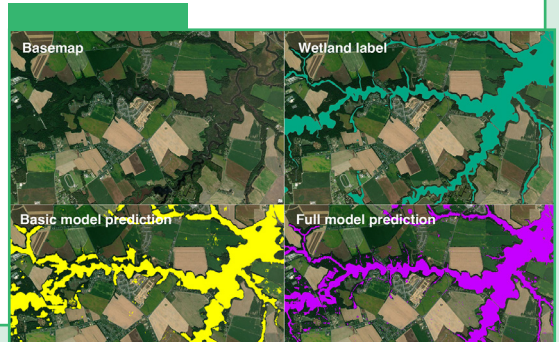 Basemap
Wetland label
Basic model prediction
Full model prediction